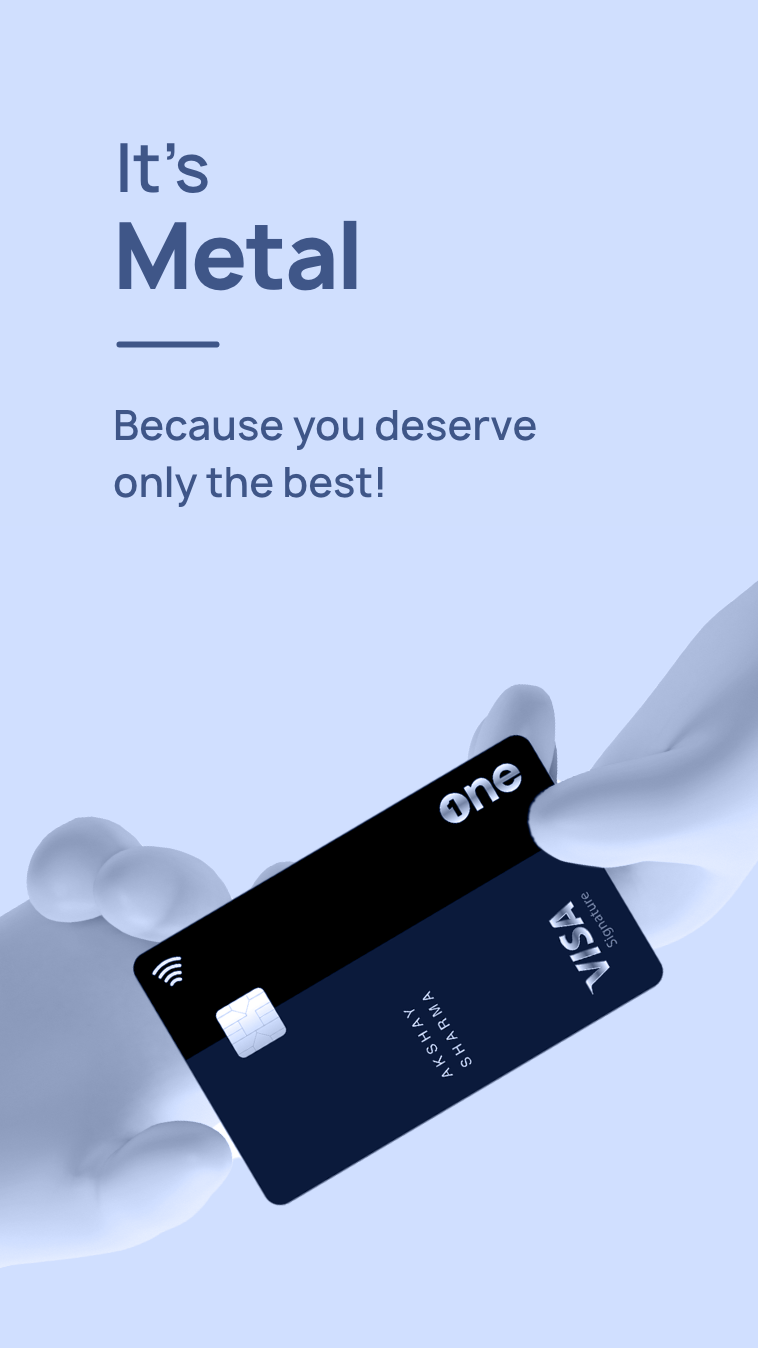 It’s
Metal
Because you deserve
only the best!
one
VISA
Signature
AKSHAY
SHARMA